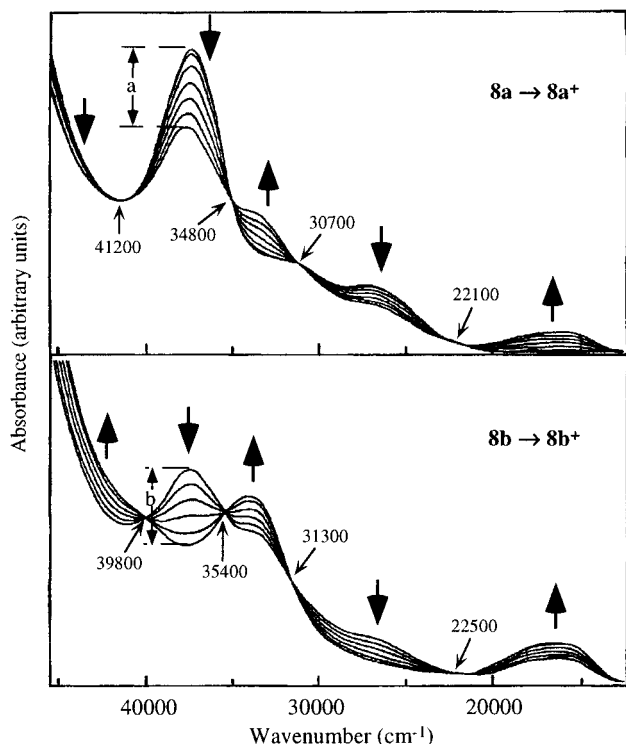 8a → 8a⁺
a
41200
34800
30700
22100
Absorbance (arbitrary units)
8b → 8b⁺
b
39800
35400
31300
22500
40000 30000 20000
Wavenumber (cm⁻¹)